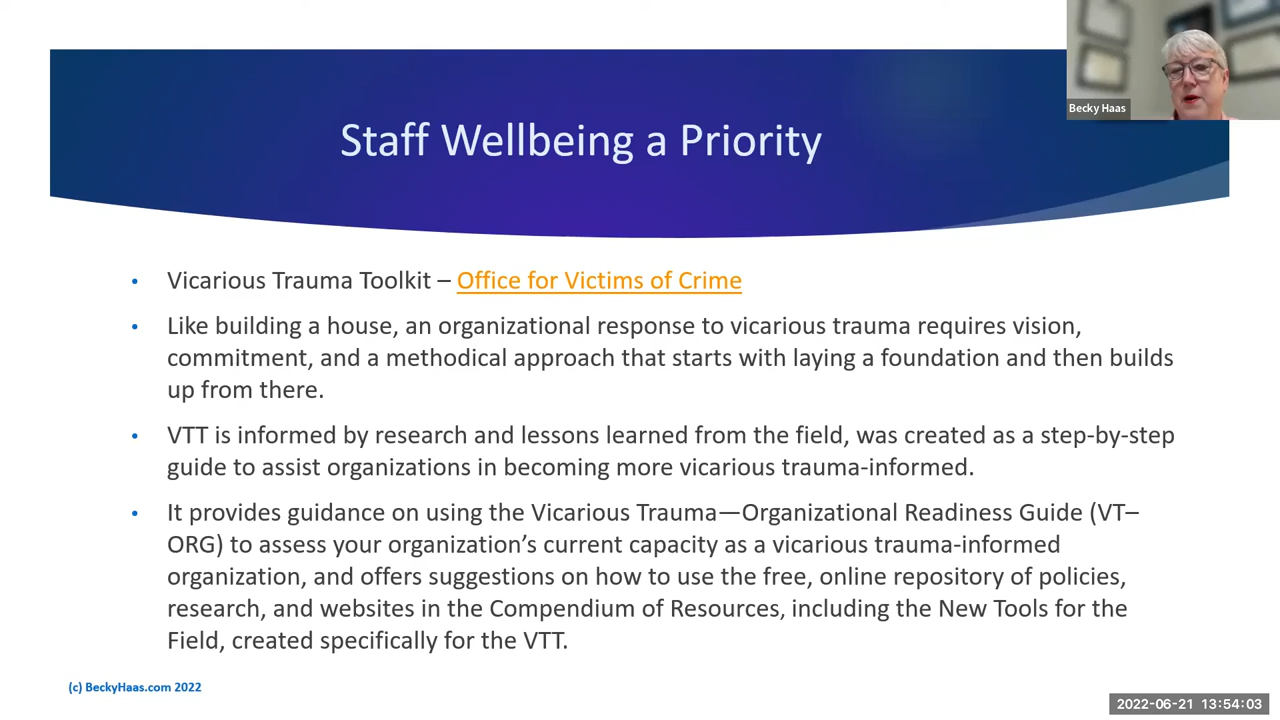 Becky Haas
Staff Wellbeing a Priority
• Vicarious Trauma Toolkit – Office for Victims of Crime
• Like building a house, an organizational response to vicarious trauma requires vision,
commitment, and a methodical approach that starts with laying a foundation and then builds
up from there.
• VTT is informed by research and lessons learned from the field, was created as a step-by-step
guide to assist organizations in becoming more vicarious trauma-informed.
• It provides guidance on using the Vicarious Trauma—Organizational Readiness Guide (VT–
ORG) to assess your organization’s current capacity as a vicarious trauma-informed
organization, and offers suggestions on how to use the free, online repository of policies,
research, and websites in the Compendium of Resources, including the New Tools for the
Field, created specifically for the VTT.
(c) BeckyHaas.com 2022
2022-06-21 13:54:03